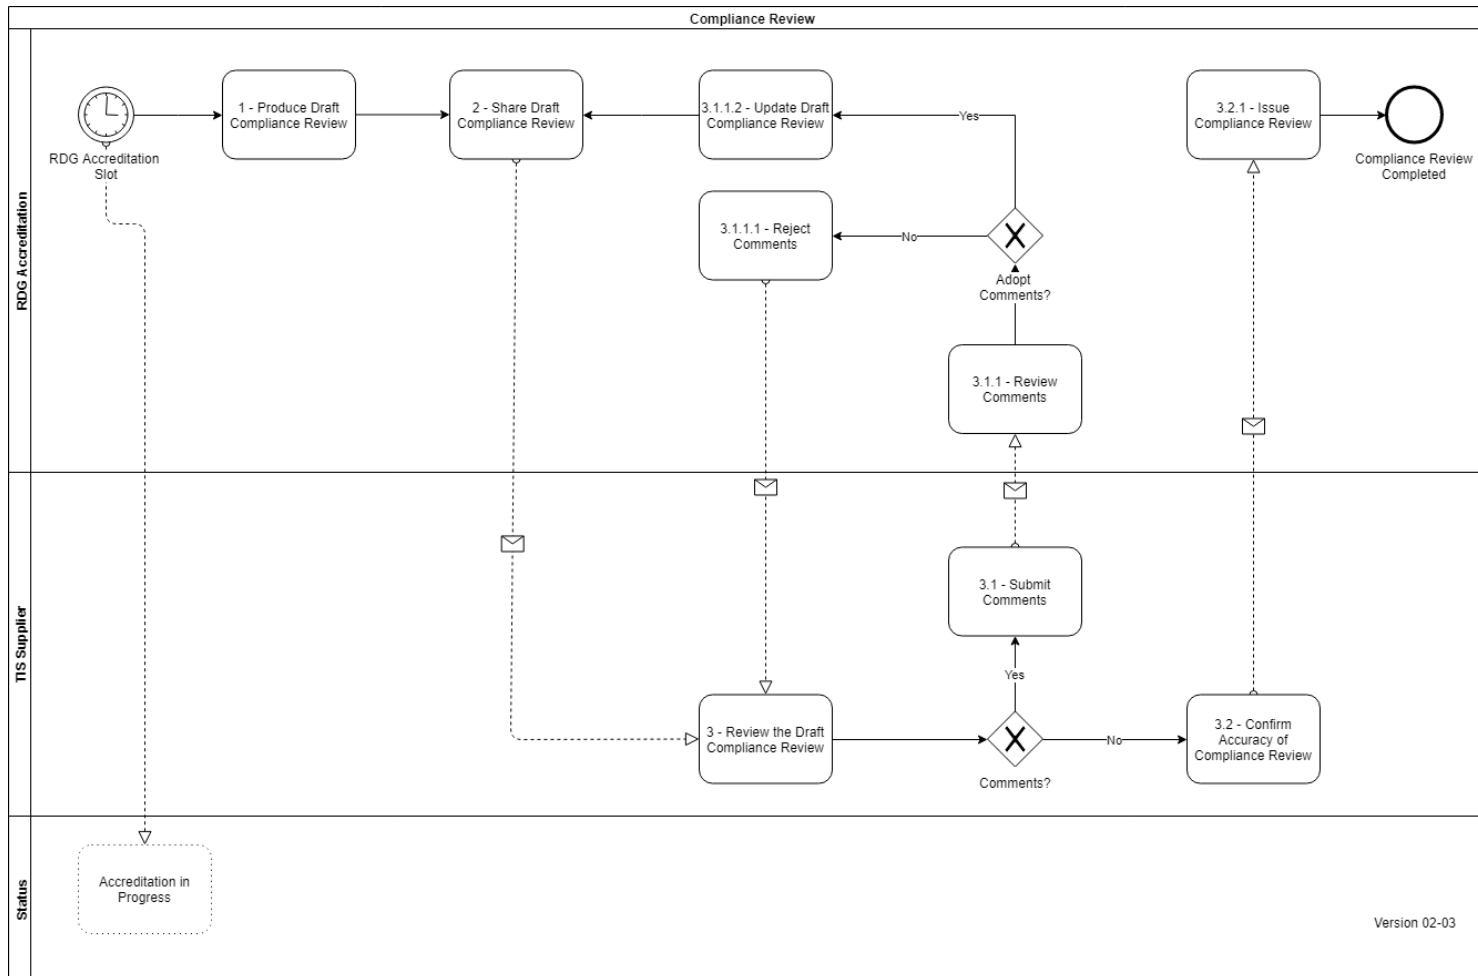 Compliance Review
RDG Accreditation
RDG Accreditation
Slot
1 - Produce Draft
Compliance Review
2 - Share Draft
Compliance Review
3.1.1.2 - Update Draft
Compliance Review
Yes
3.2.1 - Issue
Compliance Review
Compliance Review
Completed
3.1.1.1 - Reject
Comments
No
Adopt
Comments?
3.1.1 - Review
Comments
TIS Supplier
3.1 - Submit
Comments
Yes
3 - Review the Draft
Compliance Review
Comments?
No
3.2 - Confirm
Accuracy of
Compliance Review
Status
Accreditation in
Progress
Version 02-03